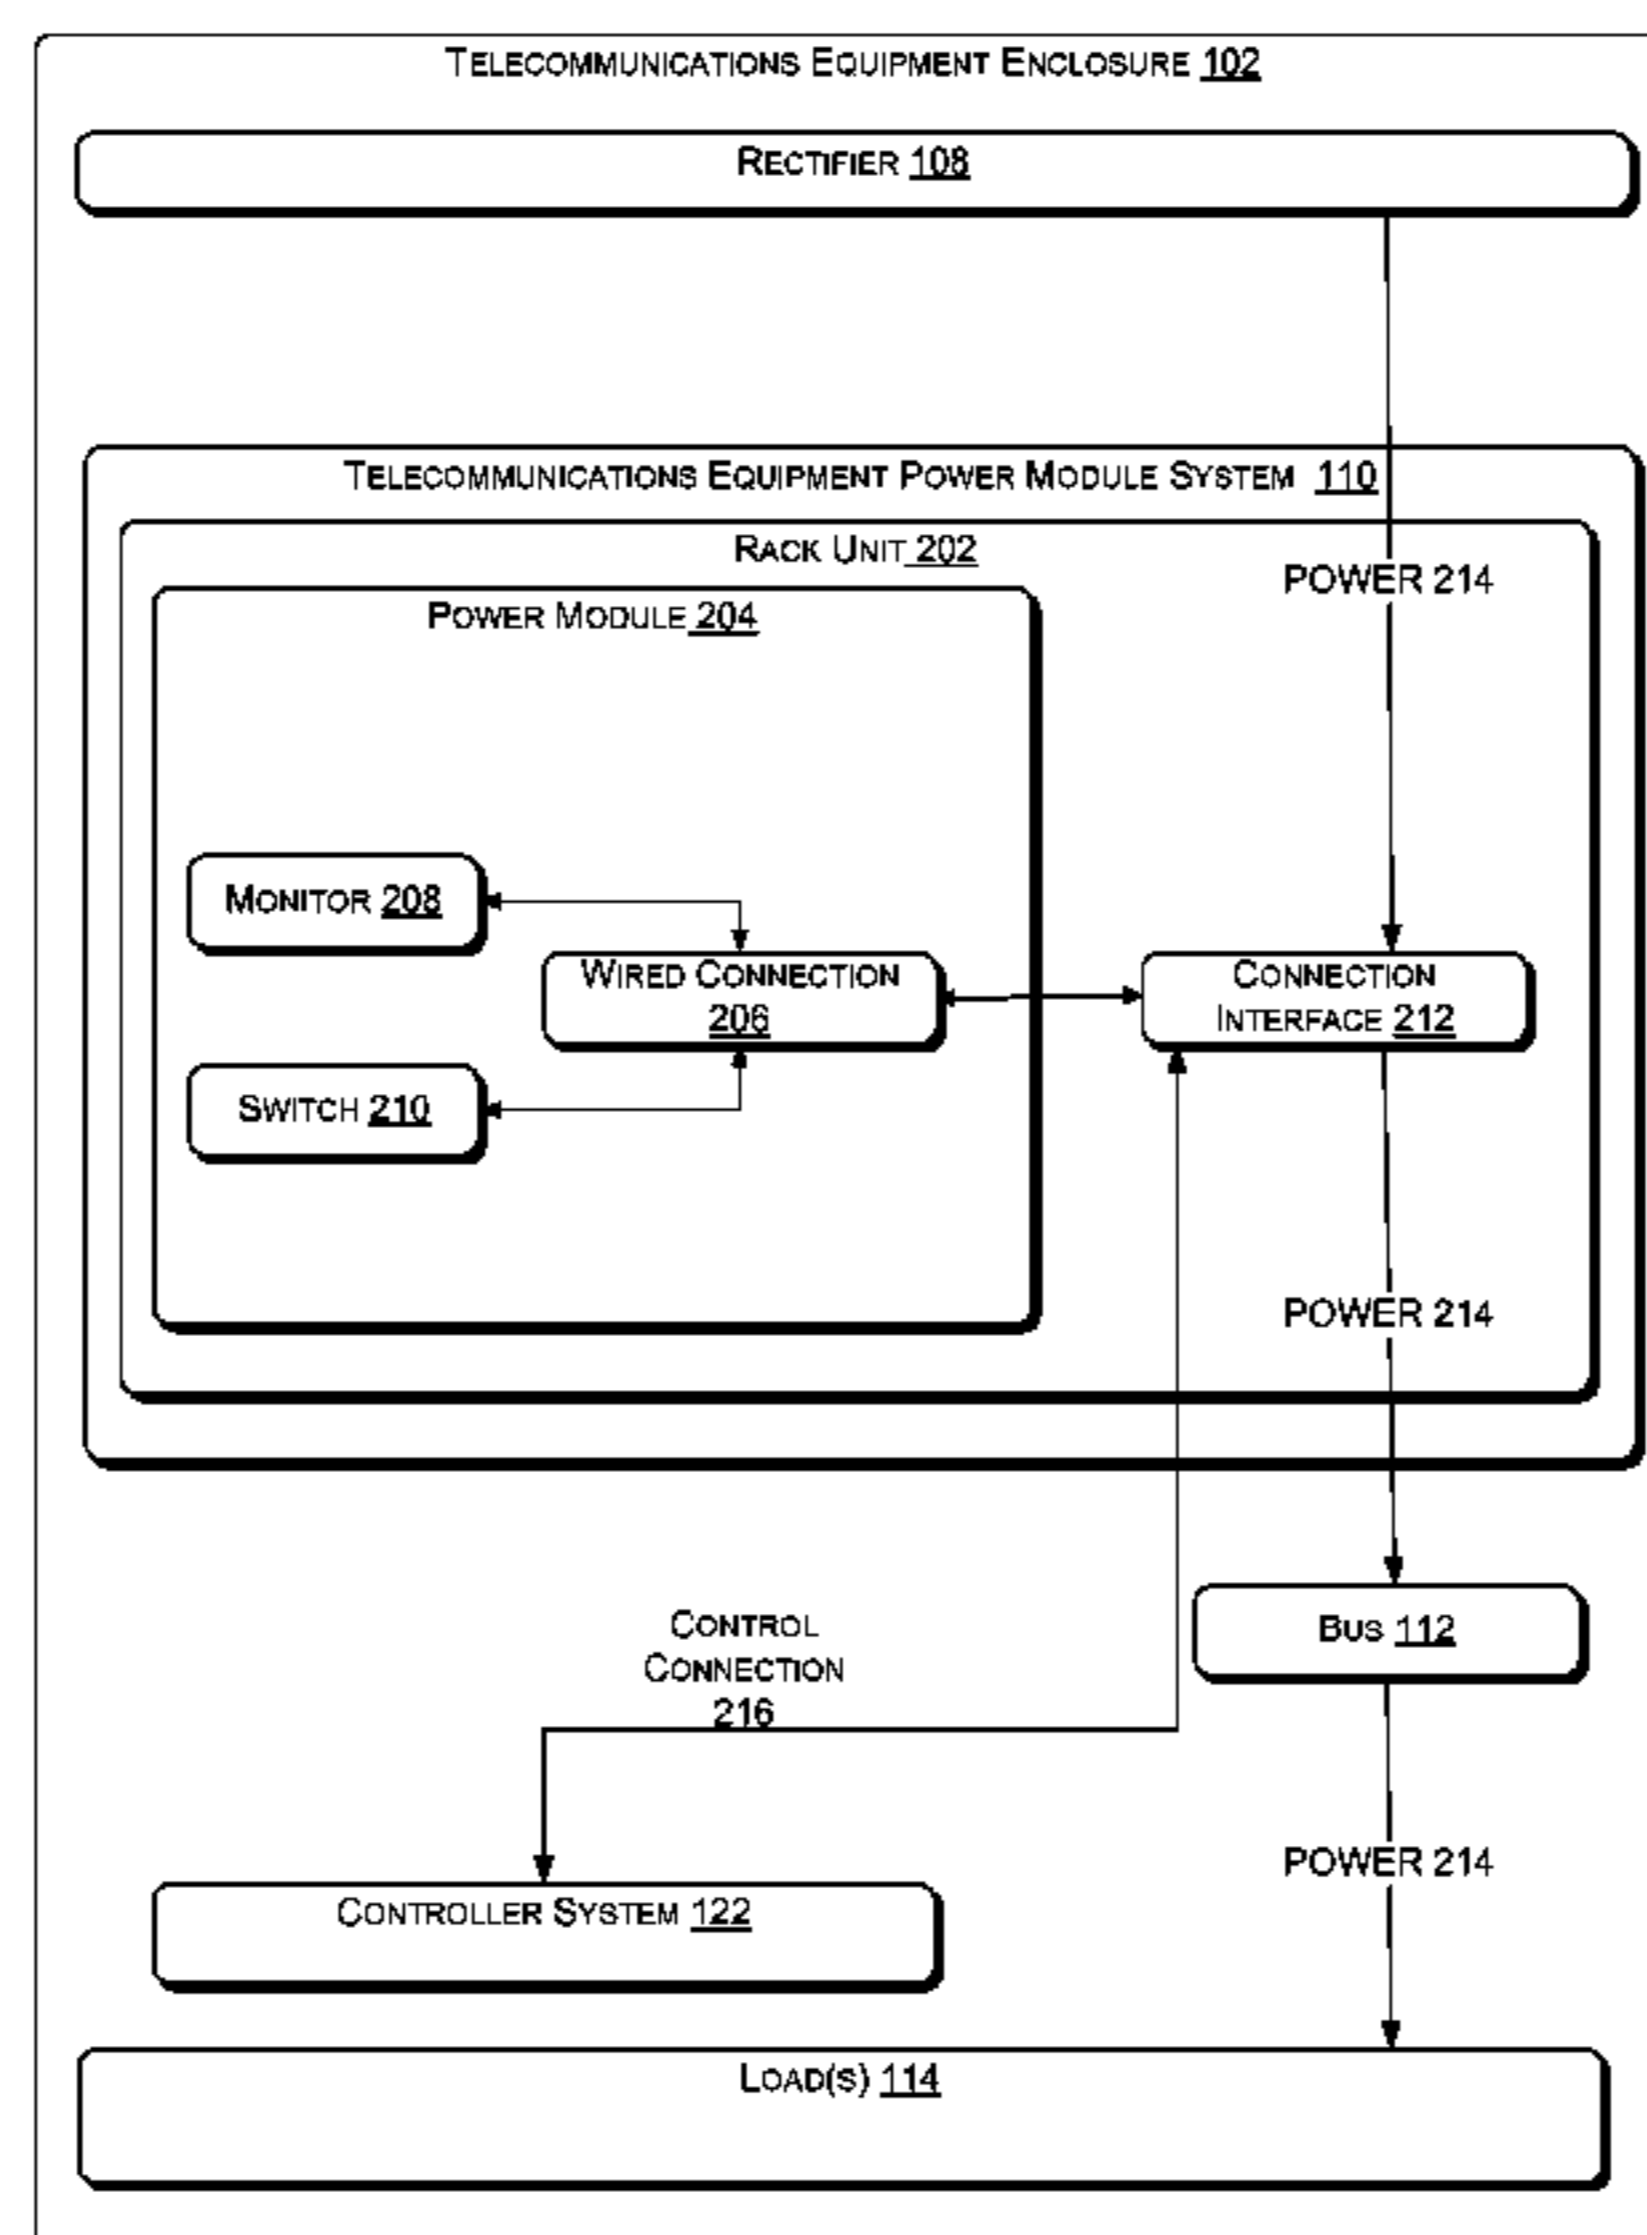 TELECOMMUNICATIONS EQUIPMENT ENCLOSURE 102
RECTIFIER 108
TELECOMMUNICATIONS EQUIPMENT POWER MODULE SYSTEM 110
RACK UNIT 202
POWER 214
POWER MODULE 204
MONITOR 208
WIRED CONNECTION
206
CONNECTION
INTERFACE 212
SWITCH 210
POWER 214
CONTROL
CONNECTION
216
BUS 112
POWER 214
CONTROLLER SYSTEM 122
LOAD(S) 114